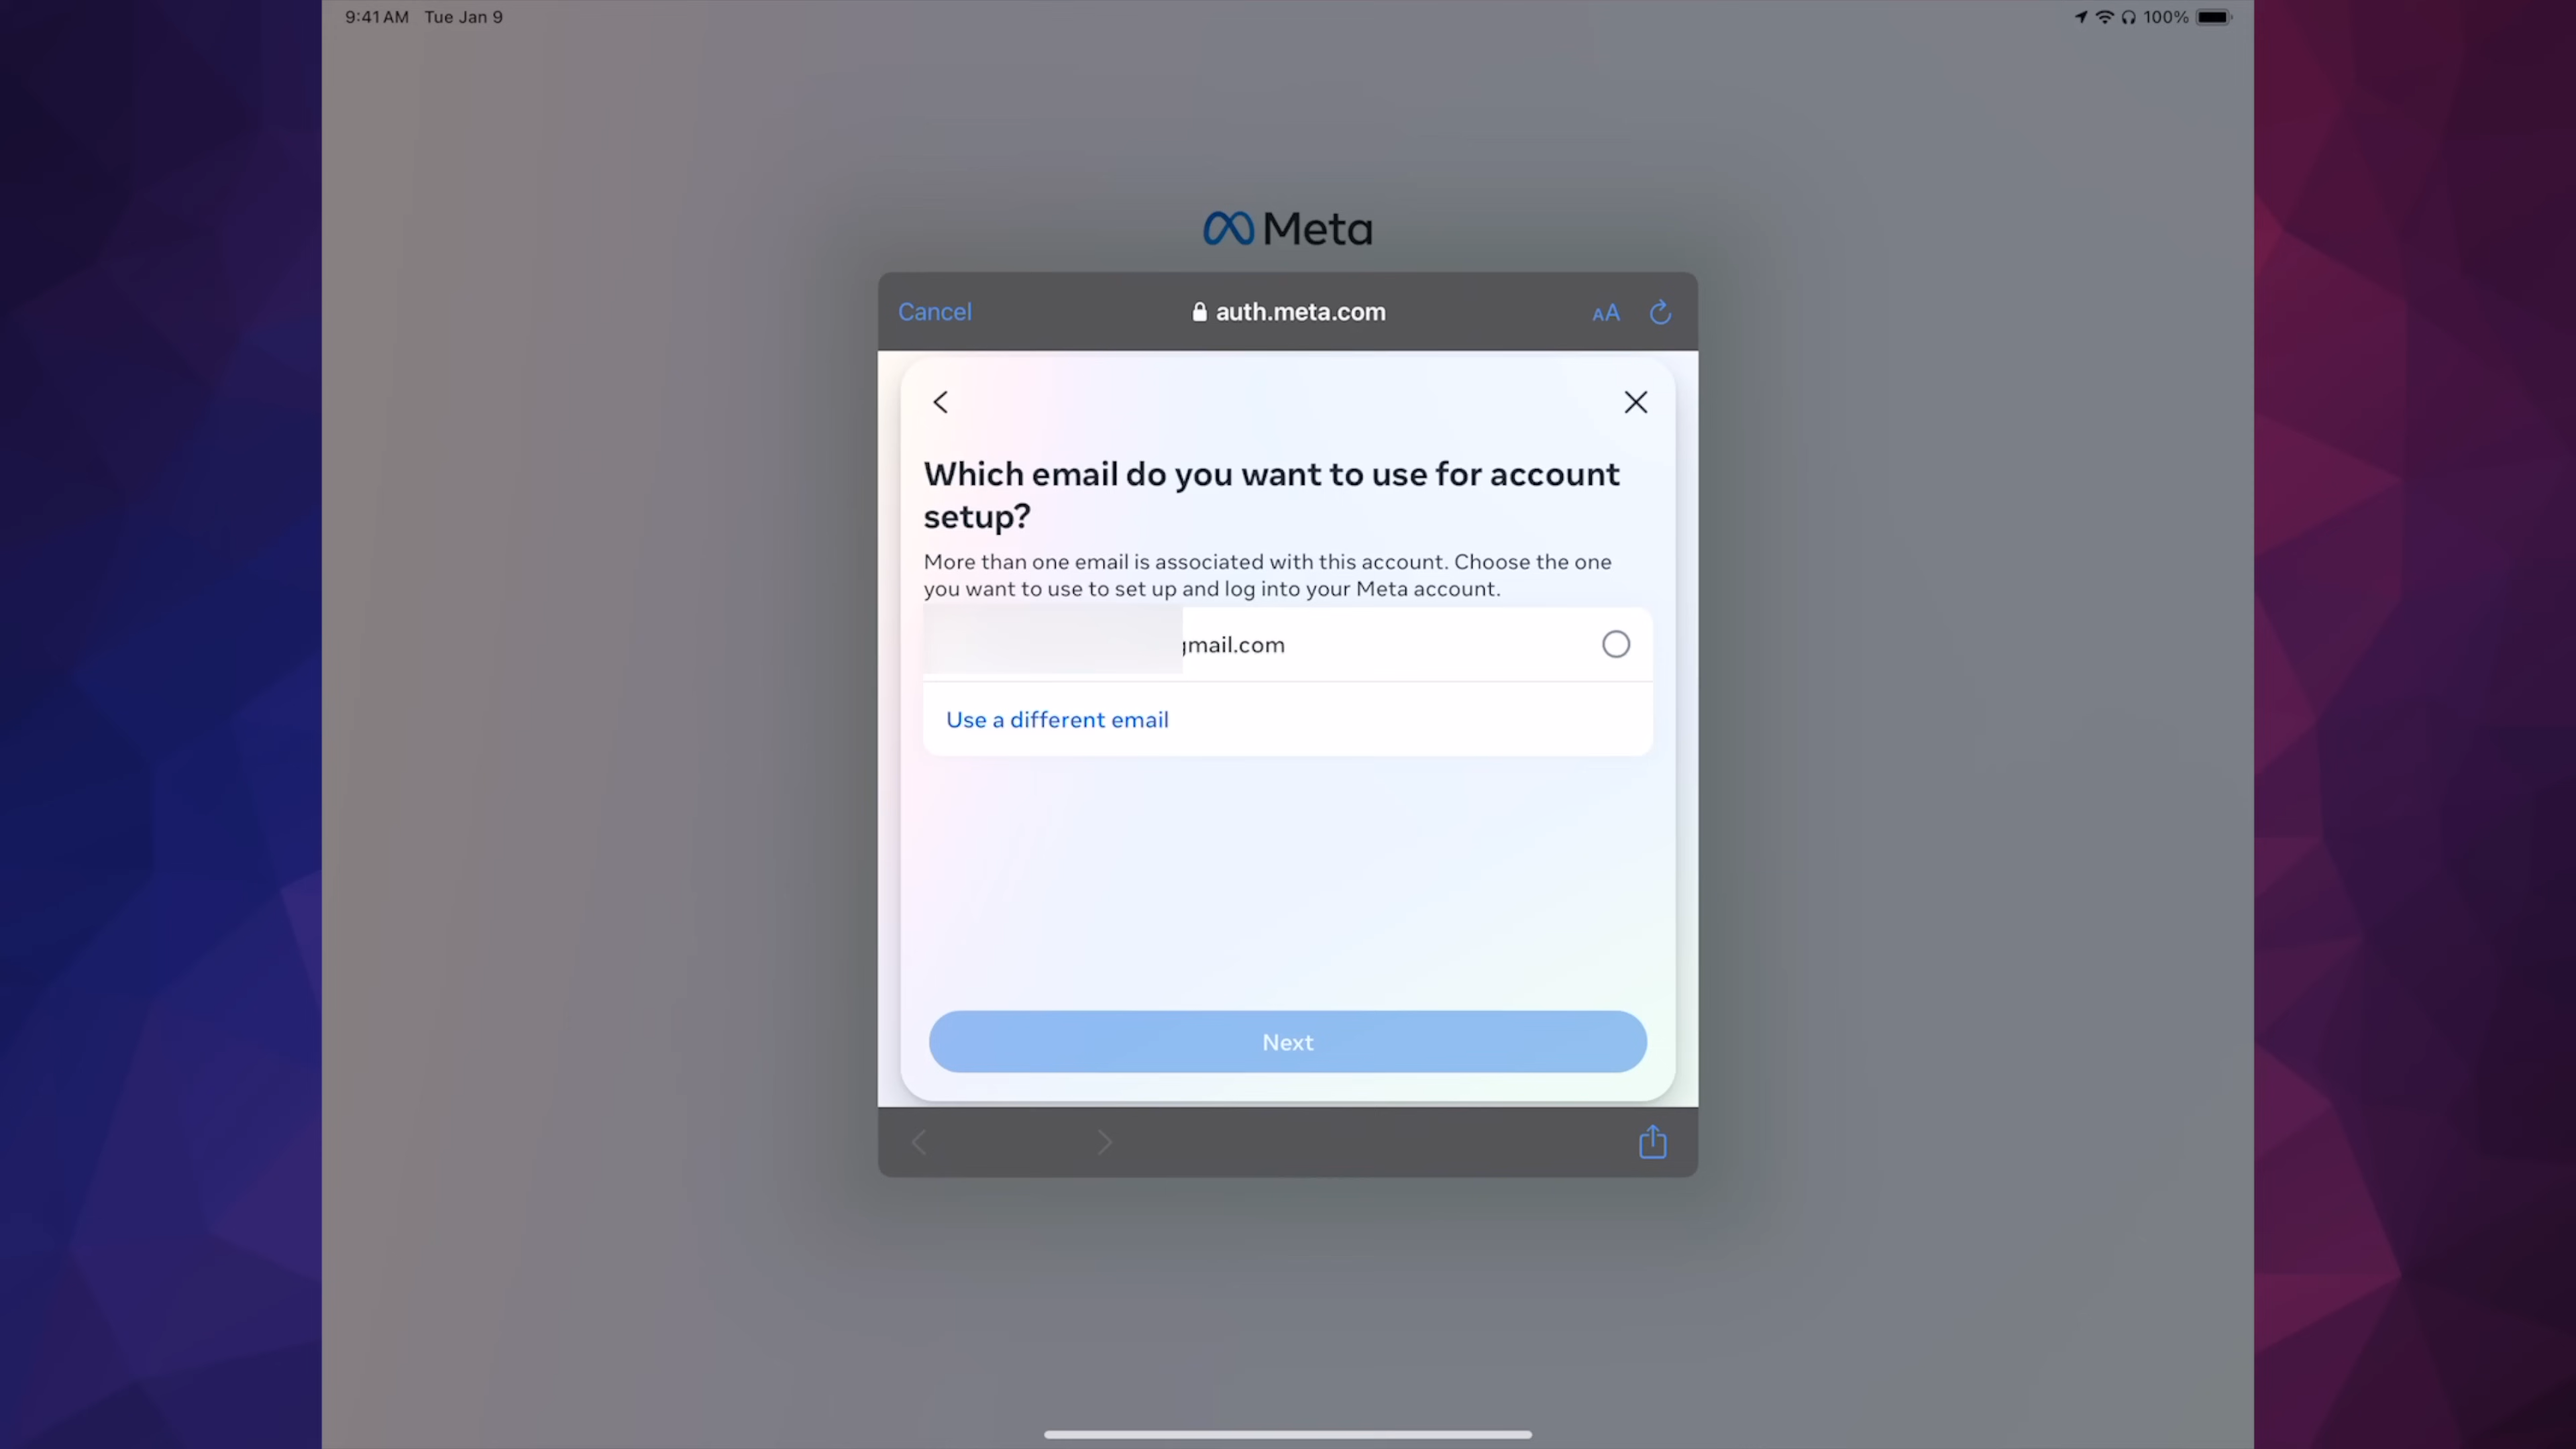 9:41 AM Tue Jan 9
100%
Meta
Cancel
auth.meta.com
AA
Which email do you want to use for account
setup?
More than one email is associated with this account. Choose the one
you want to use to set up and log into your Meta account.
gmail.com
Use a different email
Next